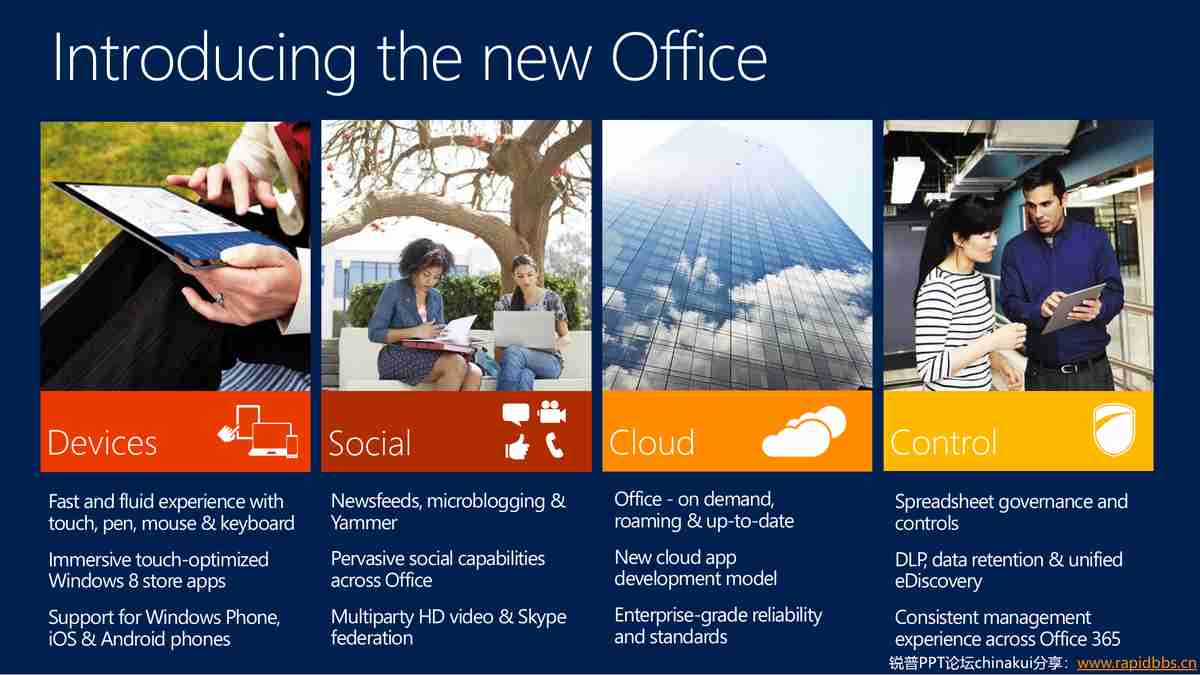 Introducing the new Office
Devices
Fast and fluid experience with
touch, pen, mouse & keyboard
Immersive touch-optimized
Windows 8 store apps
Support for Windows Phone,
iOS & Android phones
Social
Newsfeeds, microblogging &
Yammer
Pervasive social capabilities
across Office
Multiparty HD video & Skype
federation
Cloud
Office - on demand,
roaming & up-to-date
New cloud app
development model
Enterprise-grade reliability
and standards
Control
Spreadsheet governance and
controls
DLP, data retention & unified
eDiscovery
Consistent management
experience across Office 365
锐普PPT论坛chinakui分享：www.rapidbbs.cn